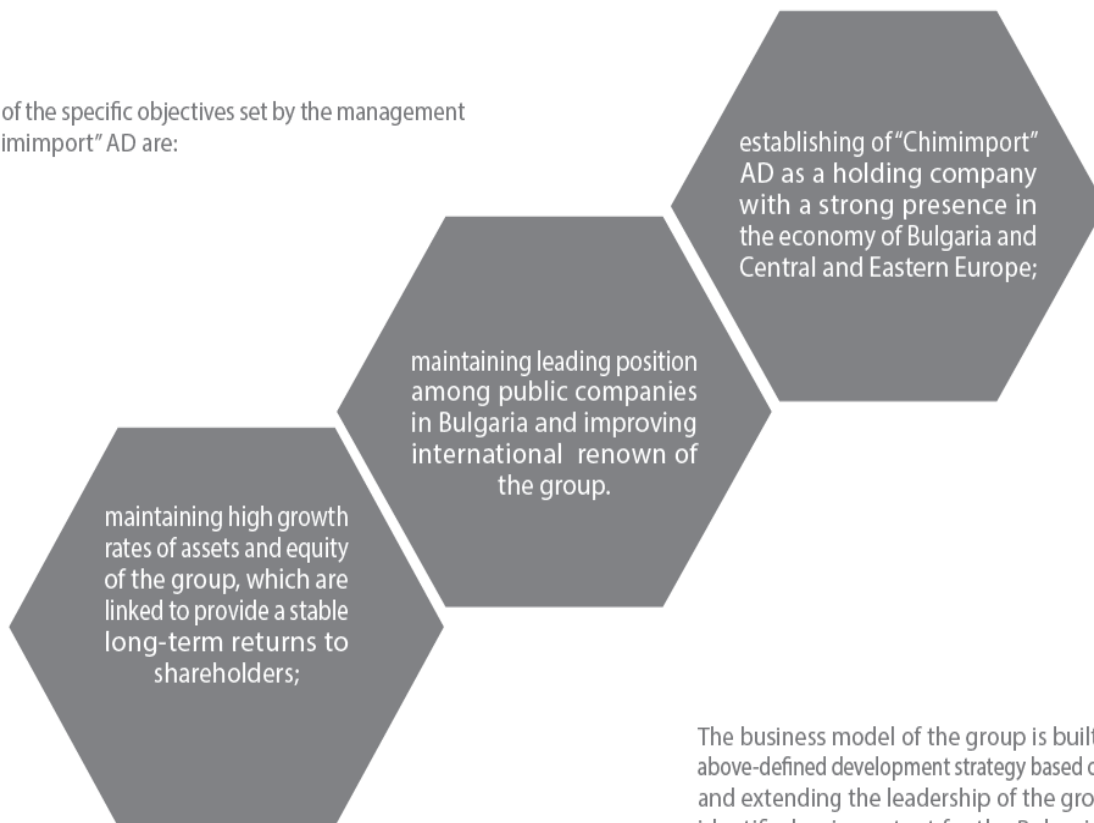 of the specific objectives set by the management
imimport” AD are:
establishing of “Chimimport”
AD as a holding company
with a strong presence in
the economy of Bulgaria and
Central and Eastern Europe;
maintaining leading position
among public companies
in Bulgaria and improving
international renown of
the group.
maintaining high growth
rates of assets and equity
of the group, which are
linked to provide a stable
long-term returns to
shareholders;
The business model of the group is built
above-defined development strategy based
and extending the leadership of the